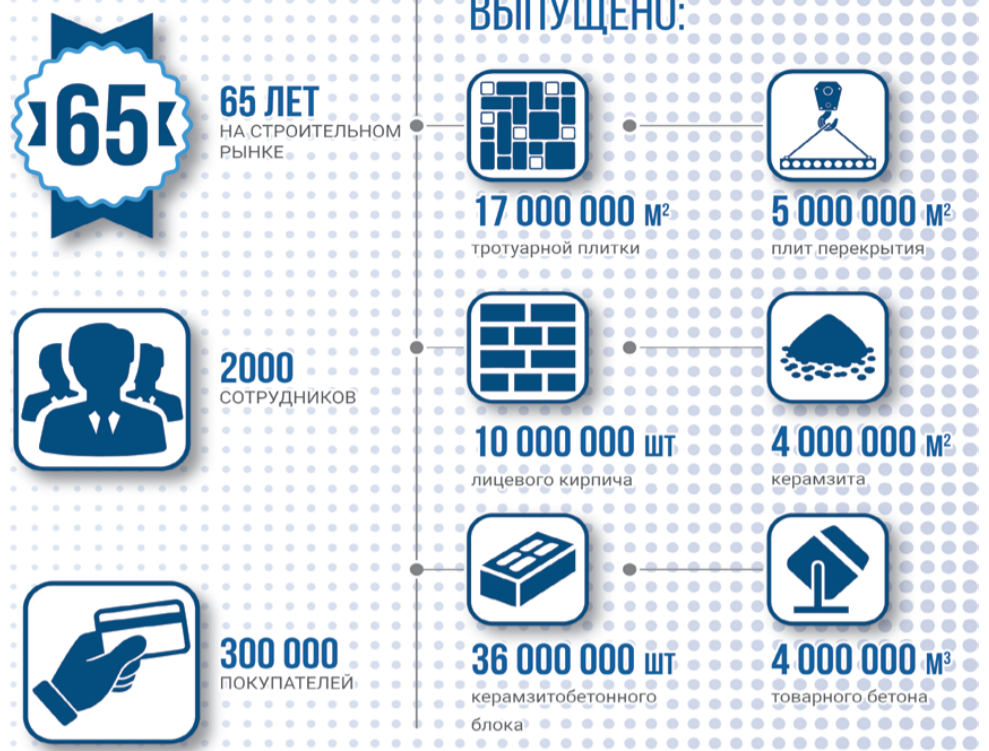 65
65 ЛЕТ
НА СТРОИТЕЛЬНОМ
РЫНКЕ
2000
СОТРУДНИКОВ
300 000
ПОКУПАТЕЛЕЙ
ВЫПУЩЕНО:
17 000 000 м²
тротуарной плитки
5 000 000 м²
плит перекрытия
10 000 000 шт
лицевого кирпича
4 000 000 м²
керамзита
36 000 000 шт
керамзитобетонного
блока
4 000 000 м³
товарного бетона